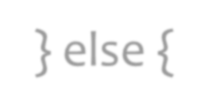 } else {